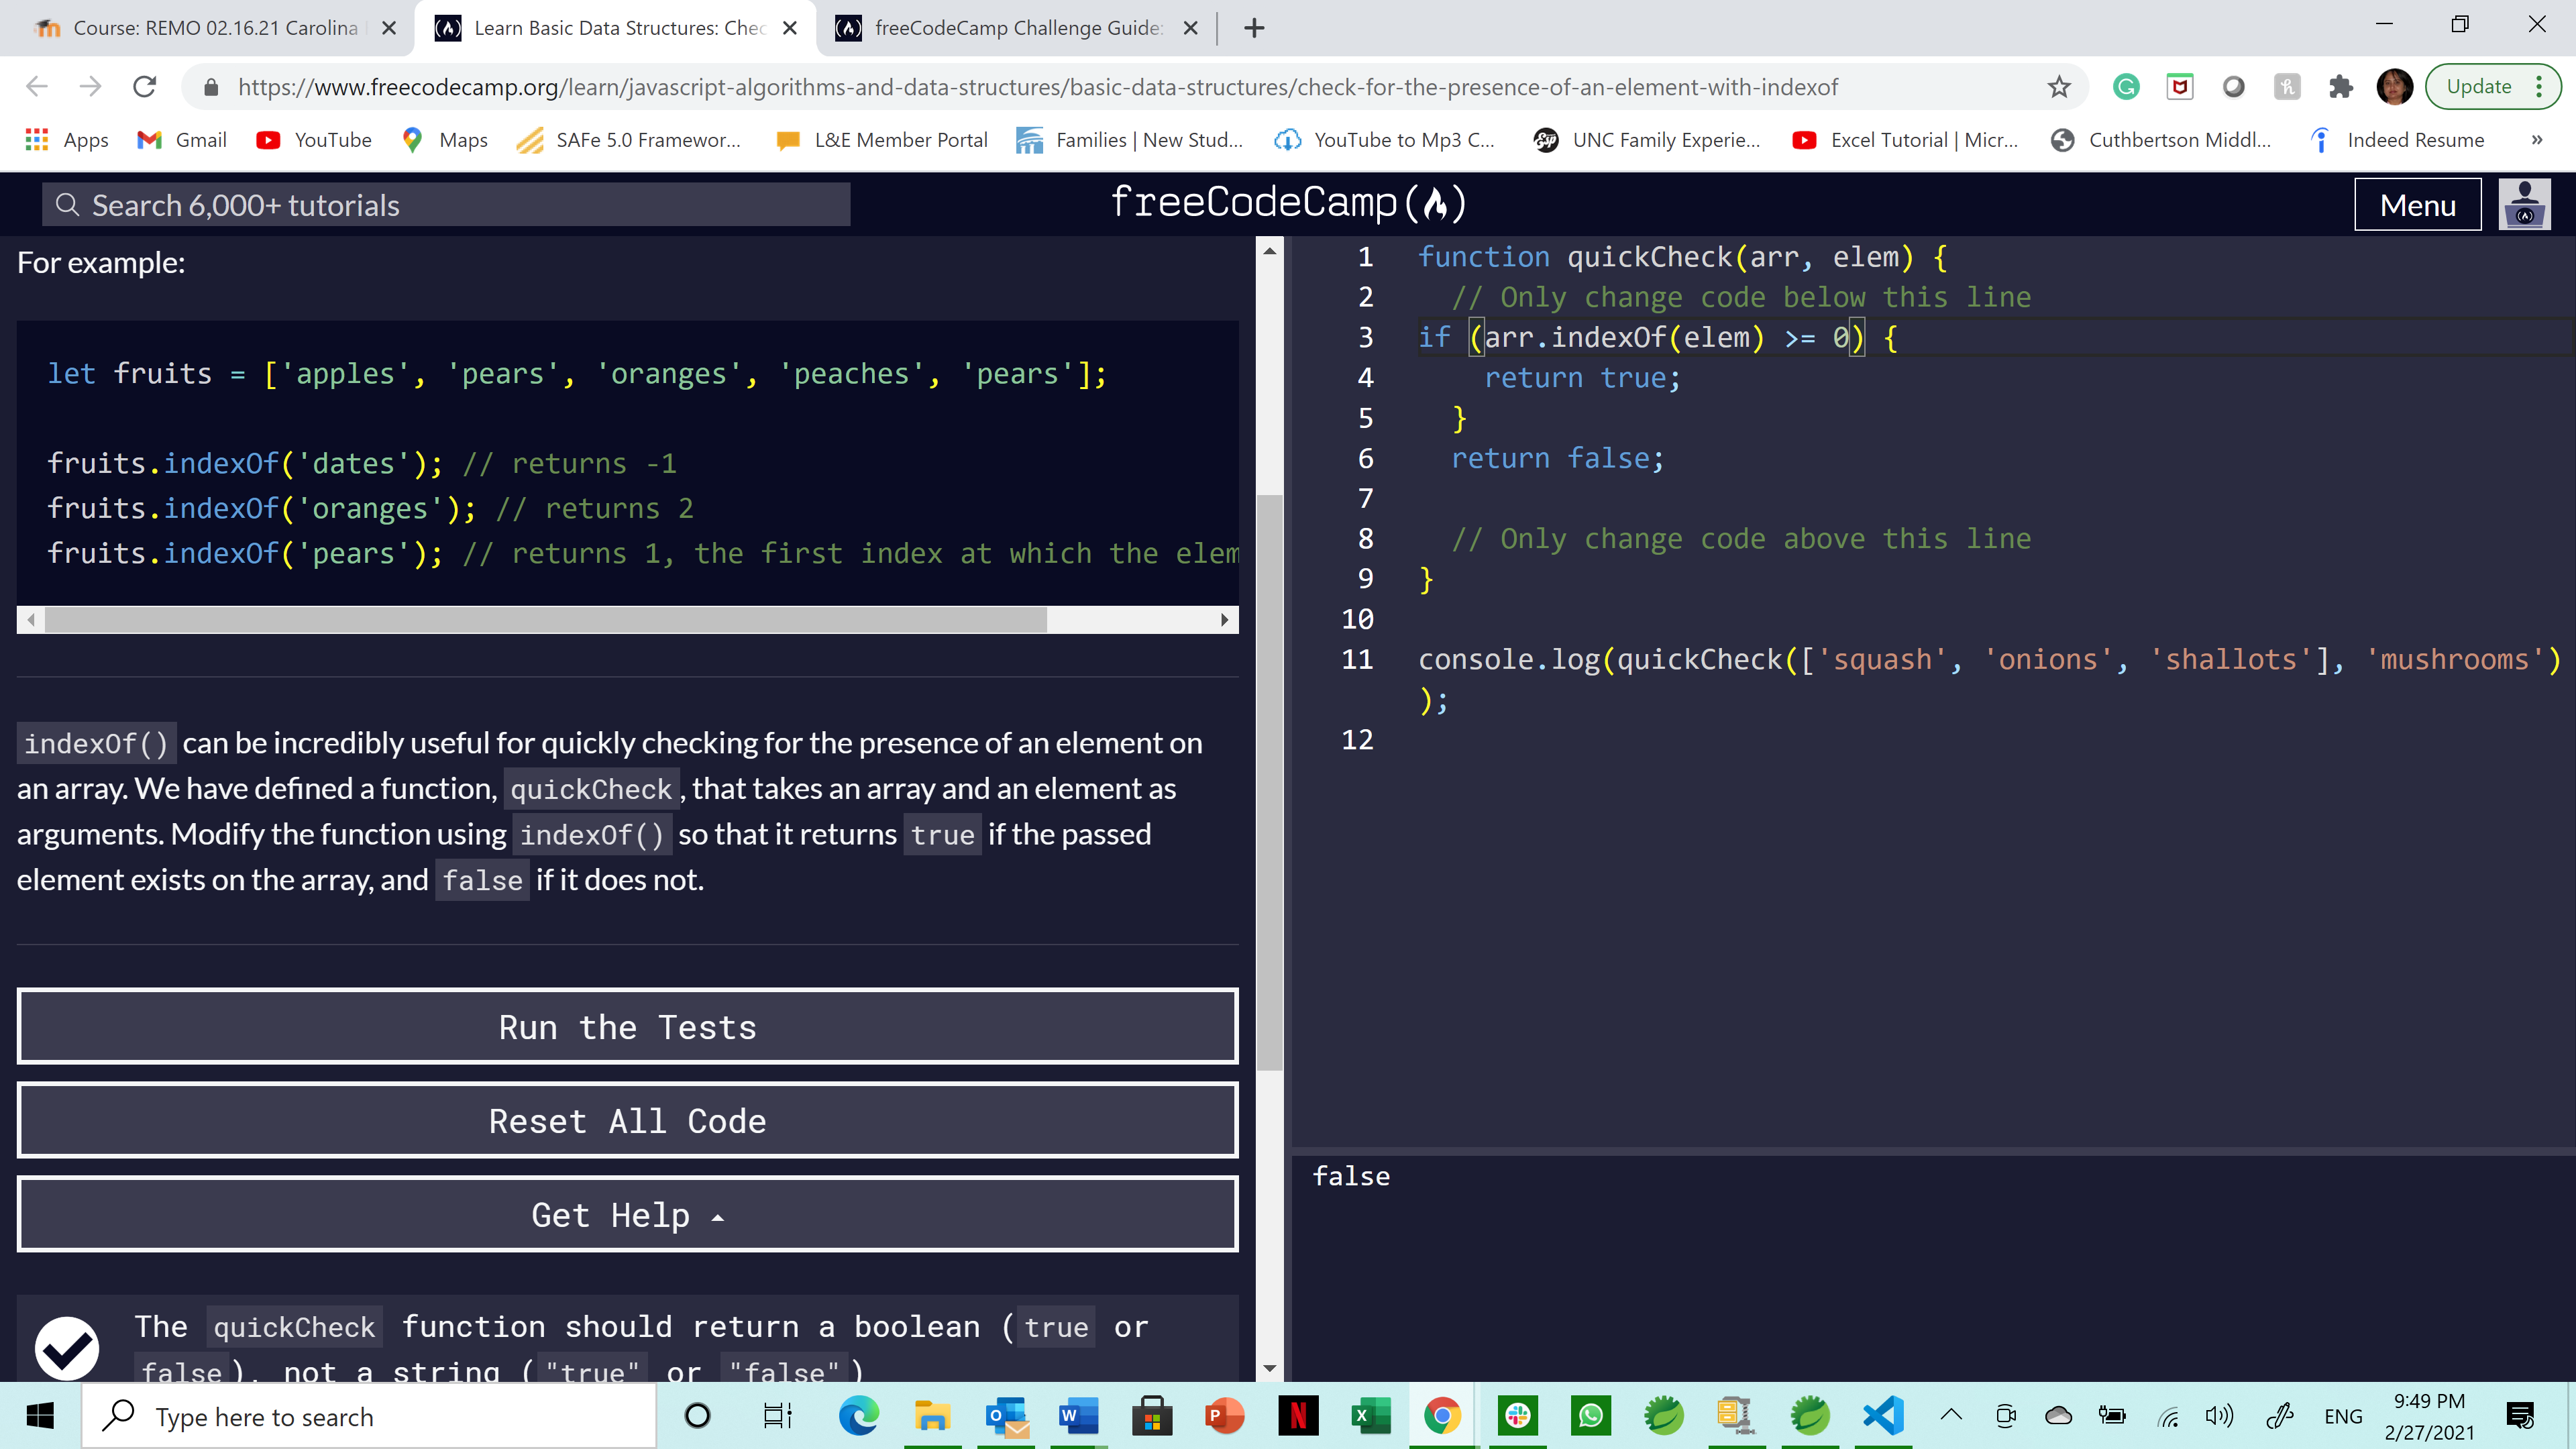 Course: REMO 02.16.21 Carolina
Learn Basic Data Structures: Chec
freeCodeCamp Challenge Guide:
https://www.freecodecamp.org/learn/javascript-algorithms-and-data-structures/basic-data-structures/check-for-the-presence-of-an-element-with-indexof
Update
Apps Gmail YouTube Maps SAFe 5.0 Framewor... L&E Member Portal Families | New Stud... YouTube to Mp3 C... UNC Family Experie... Excel Tutorial | Micr... Cuthbertson Middl... Indeed Resume »
Search 6,000+ tutorials
freeCodeCamp(🔥)
Menu
For example:
let fruits = ['apples', 'pears', 'oranges', 'peaches', 'pears'];
fruits.indexOf('dates'); // returns -1
fruits.indexOf('oranges'); // returns 2
fruits.indexOf('pears'); // returns 1, the first index at which the elem
indexOf() can be incredibly useful for quickly checking for the presence of an element on
an array. We have defined a function, quickCheck, that takes an array and an element as
arguments. Modify the function using indexOf() so that it returns true if the passed
element exists on the array, and false if it does not.
Run the Tests
Reset All Code
Get Help
The quickCheck function should return a boolean (true or
false), not a string ("true" or "false")
1 function quickCheck(arr, elem) {
2 // Only change code below this line
3 if (arr.indexOf(elem) >= 0) {
4 return true;
5 }
6 return false;
7
8 // Only change code above this line
9 }
10
11 console.log(quickCheck(['squash', 'onions', 'shallots'], 'mushrooms')
);
12
false
Type here to search
ENG
9:49 PM
2/27/2021